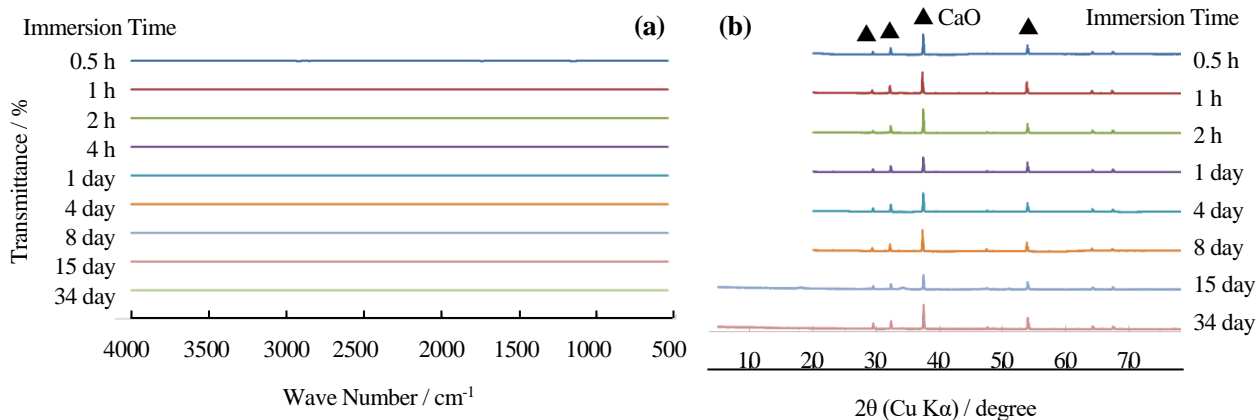 Immersion Time
(a)
0.5 h
1 h
2 h
4 h
1 day
4 day
8 day
15 day
34 day
Transmittance / %
4000 3500 3000 2500 2000 1500 1000 500
Wave Number / cm-1
(b)
▲ CaO
Immersion Time
0.5 h
1 h
2 h
1 day
4 day
8 day
15 day
34 day
10 20 30 40 50 60 70
2θ (Cu Kα) / degree